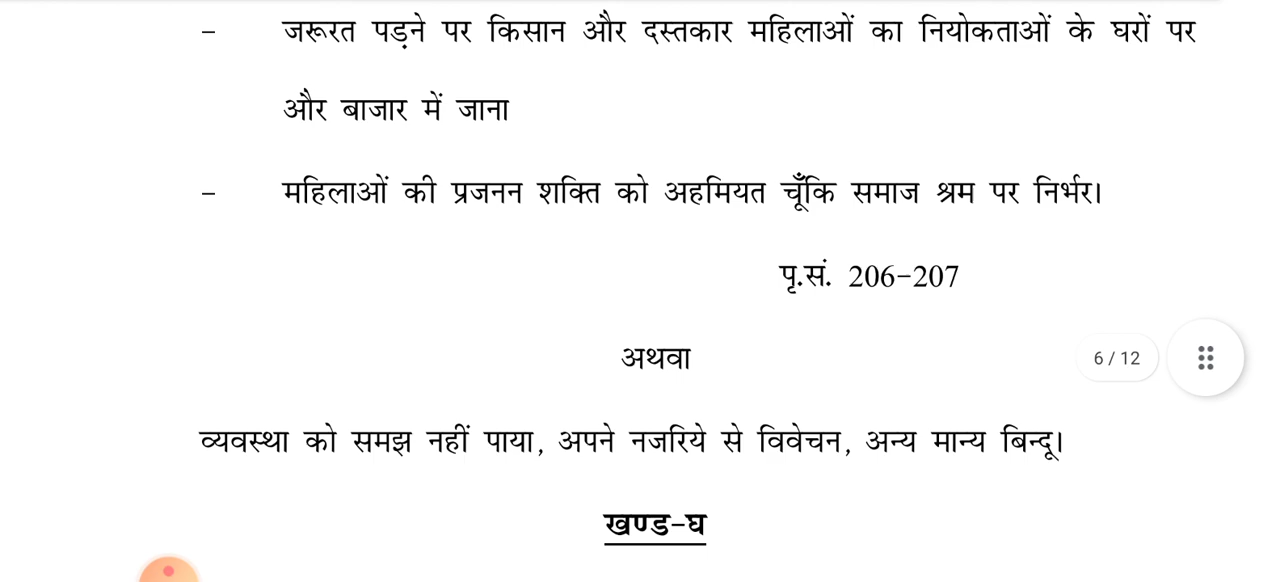 – जरूरत पड़ने पर किसान और दस्तकार महिलाओं का नियोकताओं के घरों पर
और बाजार में जाना
– महिलाओं की प्रजनन शक्ति को अहमियत चूँकि समाज श्रम पर निर्भर।
पृ.सं. 206-207
अथवा
6 / 12
व्यवस्था को समझ नहीं पाया, अपने नजरिये से विवेचन, अन्य मान्य बिन्दू।
खण्ड-घ